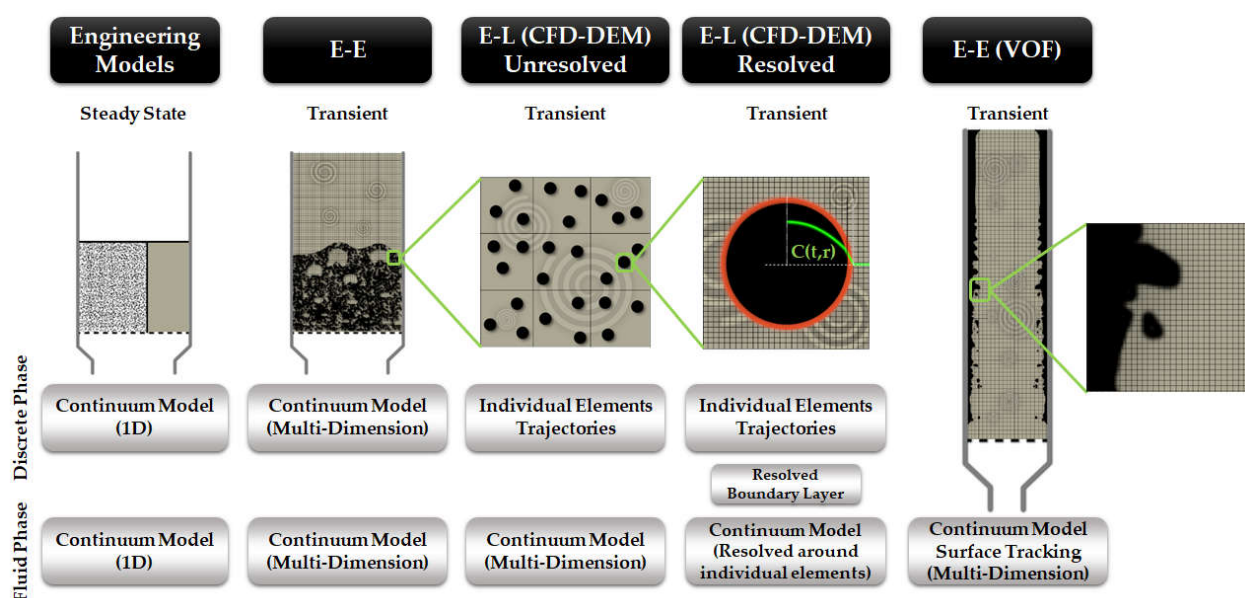 Engineering
Models
E-E
E-L (CFD-DEM)
Unresolved
E-L (CFD-DEM)
Resolved
E-E (VOF)
Steady State
Transient
Transient
Transient
Transient
C(t,r)
Discrete Phase
Continuum Model
(1D)
Continuum Model
(Multi-Dimension)
Individual Elements
Trajectories
Individual Elements
Trajectories
Resolved
Boundary Layer
Fluid Phase
Continuum Model
(1D)
Continuum Model
(Multi-Dimension)
Continuum Model
(Multi-Dimension)
Continuum Model
(Resolved around
individual elements)
Continuum Model
Surface Tracking
(Multi-Dimension)